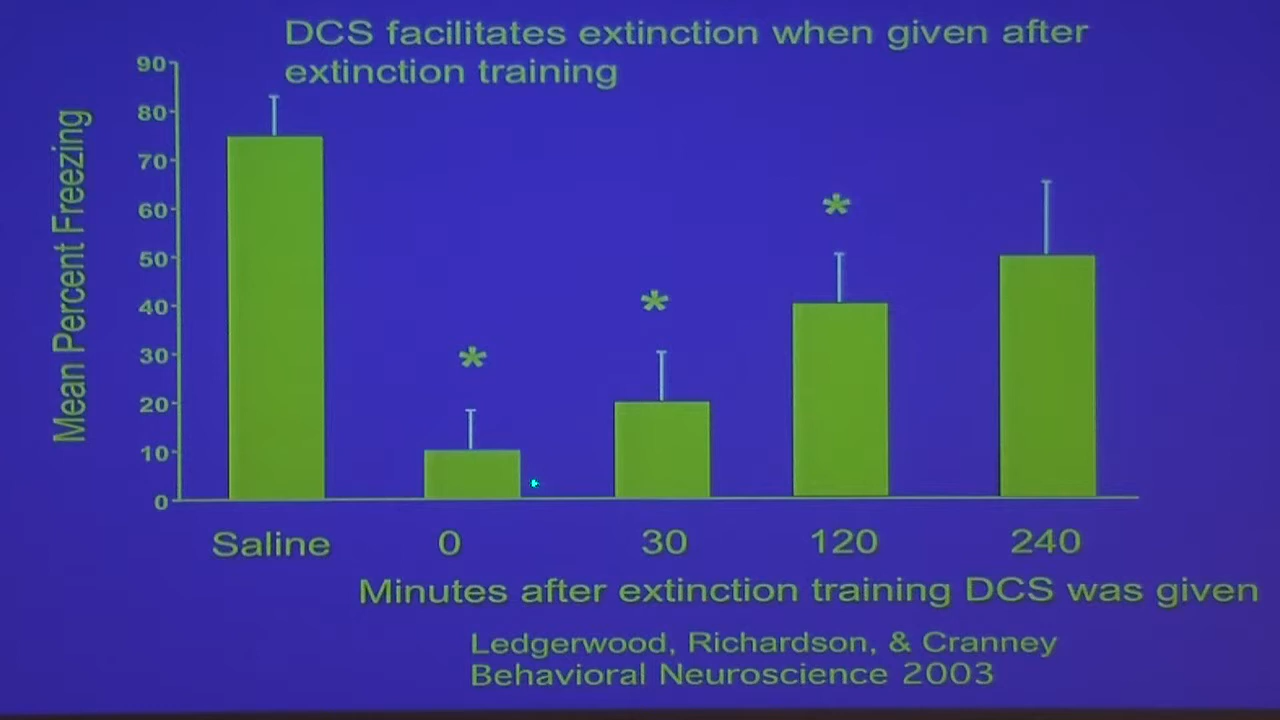 DCS facilitates extinction when given after
extinction training
Mean Percent Freezing
90
80
70
60
50
40
30
20
10
0
*
*
*
Saline 0 30 120 240
Minutes after extinction training DCS was given
Ledgerwood, Richardson, & Cranney
Behavioral Neuroscience 2003